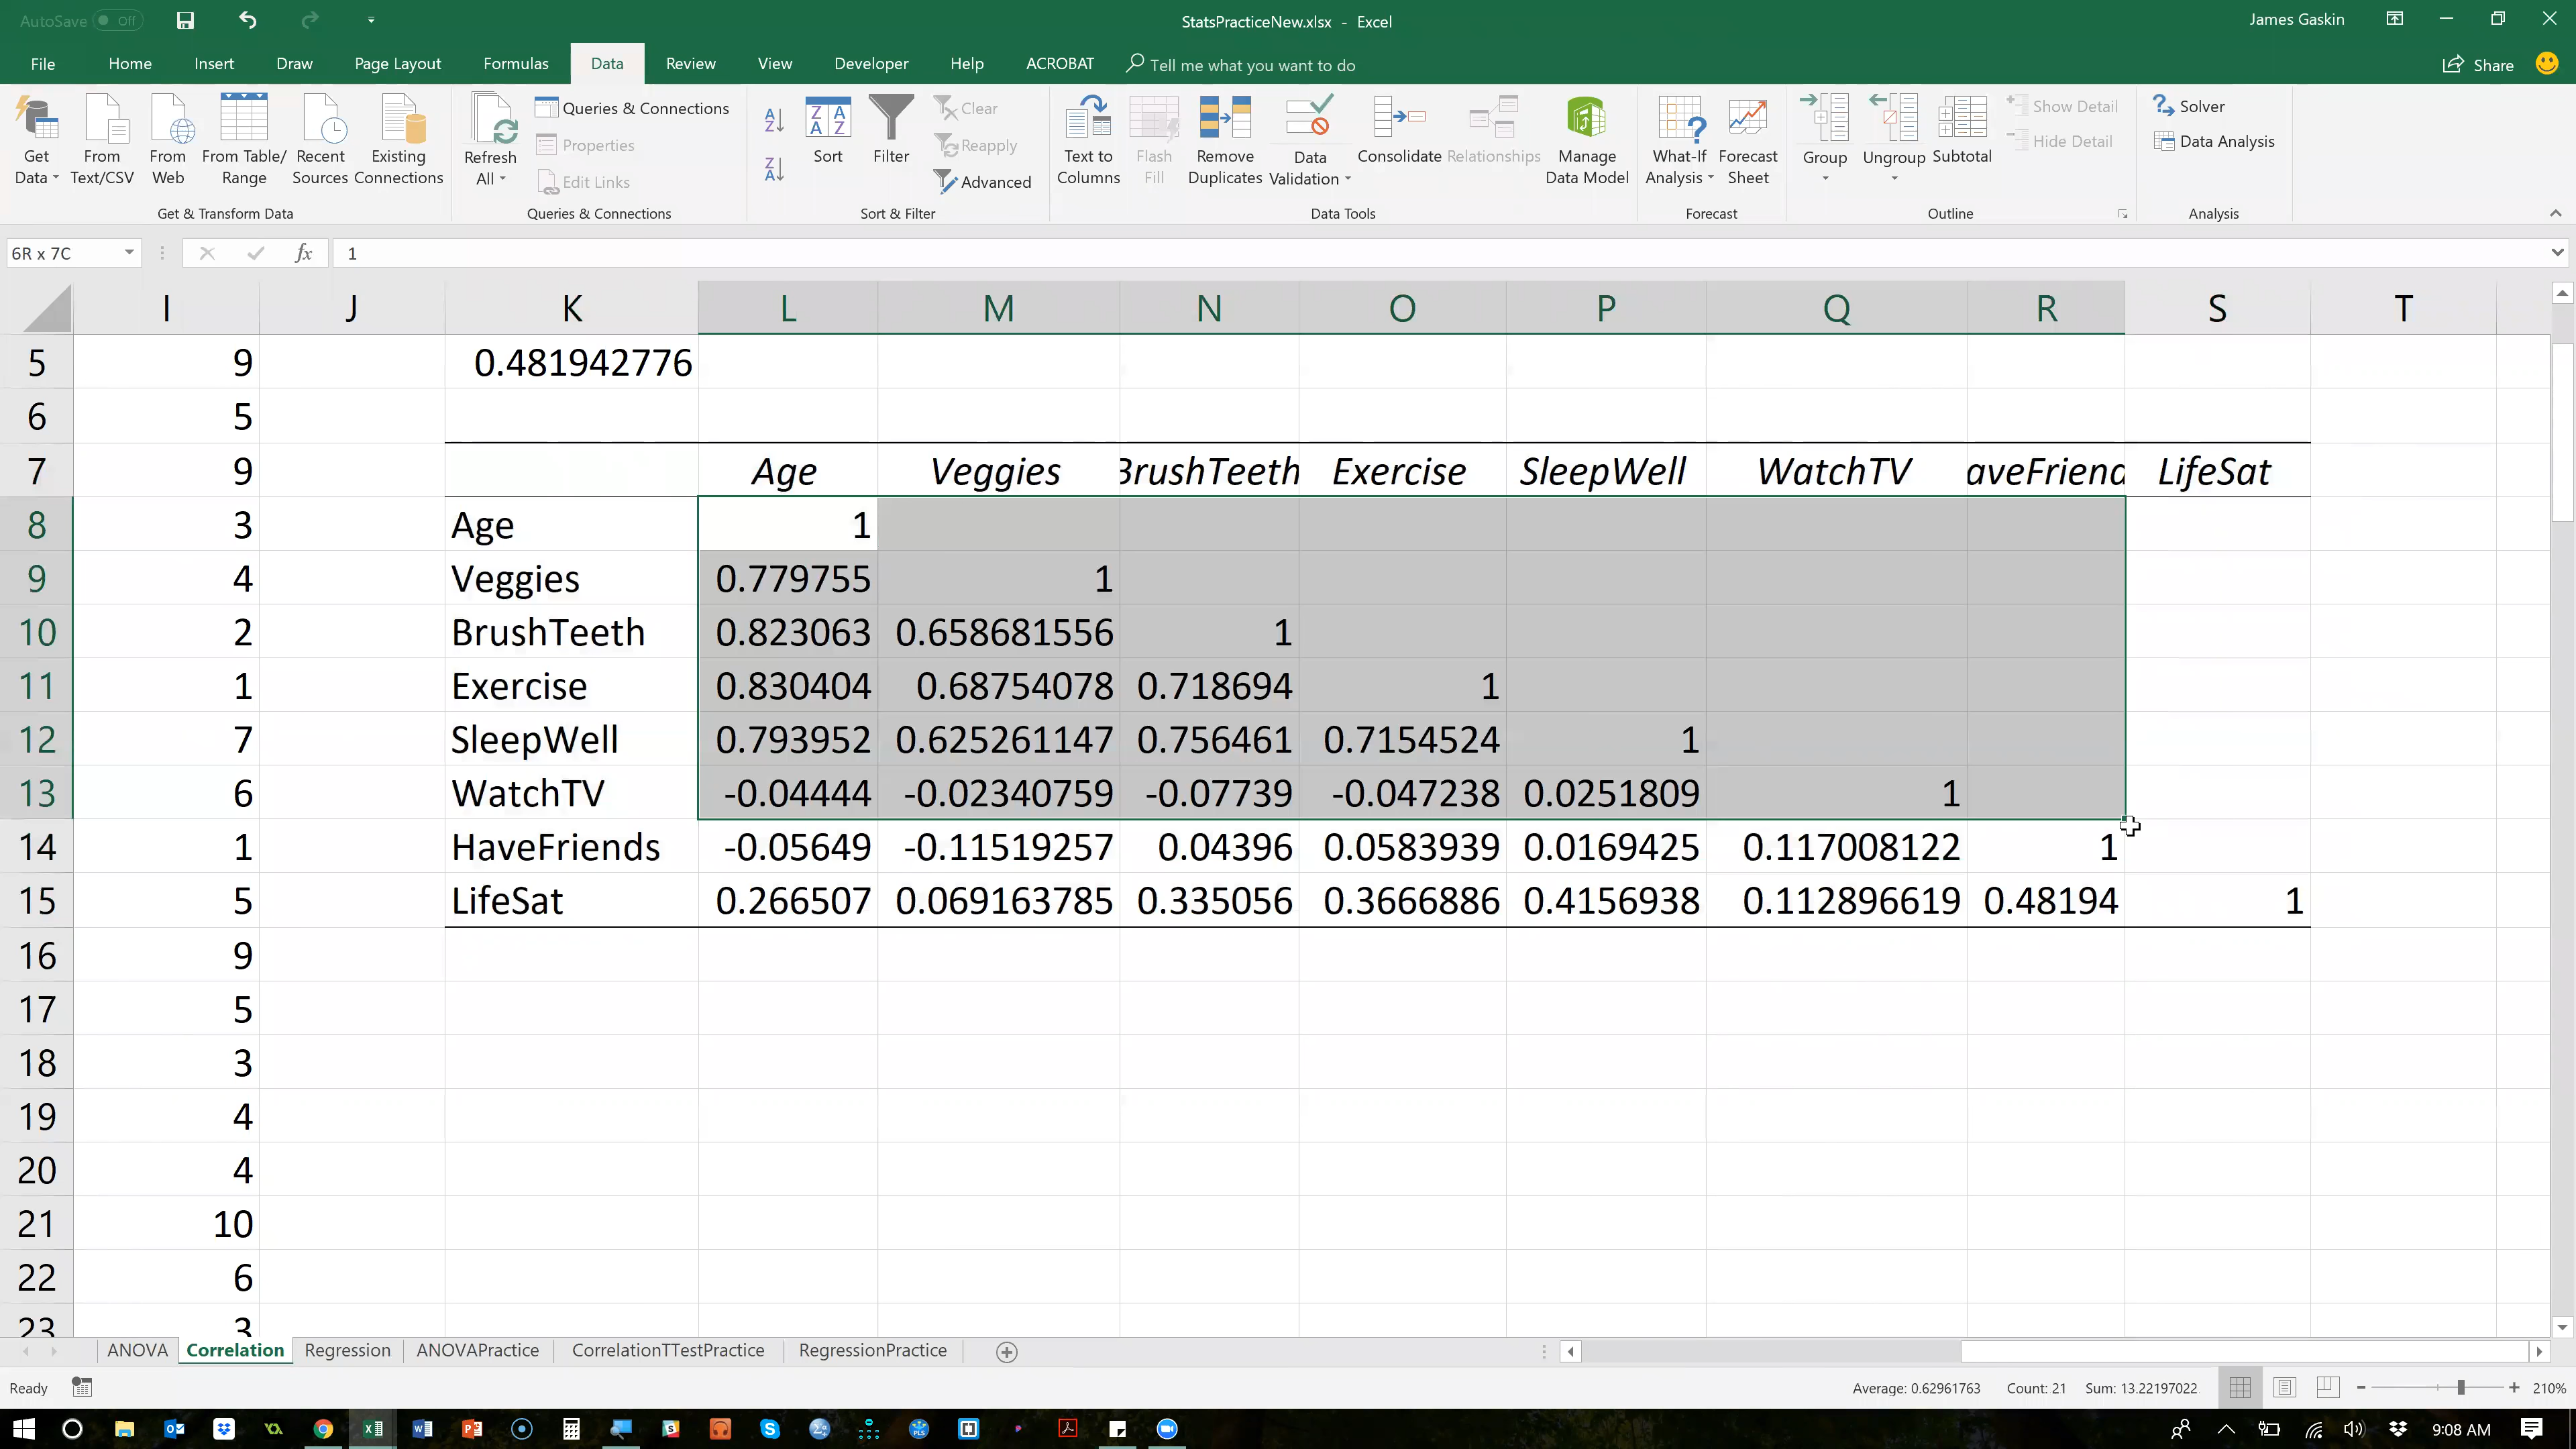 AutoSave Off
StatsPracticeNew.xlsx - Excel
James Gaskin
File Home Insert Draw Page Layout Formulas Data Review View Developer Help ACROBAT Tell me what you want to do Share
Get Data
From Text/CSV
From Web
From Table/ Range
Recent Sources
Existing Connections
Refresh All
Queries & Connections
Properties
Edit Links
Sort
Filter
Clear
Reapply
Advanced
Text to Columns
Flash Fill
Remove Duplicates
Data Validation
Consolidate
Relationships
Manage Data Model
What-If Analysis
Forecast Sheet
Group
Ungroup
Subtotal
Show Detail
Hide Detail
Solver
Data Analysis
Get & Transform Data Queries & Connections Sort & Filter Data Tools Forecast Outline Analysis
6R x 7C fx 1
I J K L M N O P Q R S T
5 9 0.481942776
6 5
7 9 Age Veggies BrushTeeth Exercise SleepWell WatchTV aveFriend LifeSat
8 3 Age 1
9 4 Veggies 0.779755 1
10 2 BrushTeeth 0.823063 0.658681556 1
11 1 Exercise 0.830404 0.68754078 0.718694 1
12 7 SleepWell 0.793952 0.625261147 0.756461 0.7154524 1
13 6 WatchTV -0.04444 -0.02340759 -0.07739 -0.047238 0.0251809 1
14 1 HaveFriends -0.05649 -0.11519257 0.04396 0.0583939 0.0169425 0.117008122 1
15 5 LifeSat 0.266507 0.069163785 0.335056 0.3666886 0.4156938 0.112896619 0.48194 1
16 9
17 5
18 3
19 4
20 4
21 10
22 6
23 3
ANOVA Correlation Regression ANOVAPractice CorrelationTTestPractice RegressionPractice
Ready Average: 0.62961763 Count: 21 Sum: 13.22197022 210%
9:08 AM